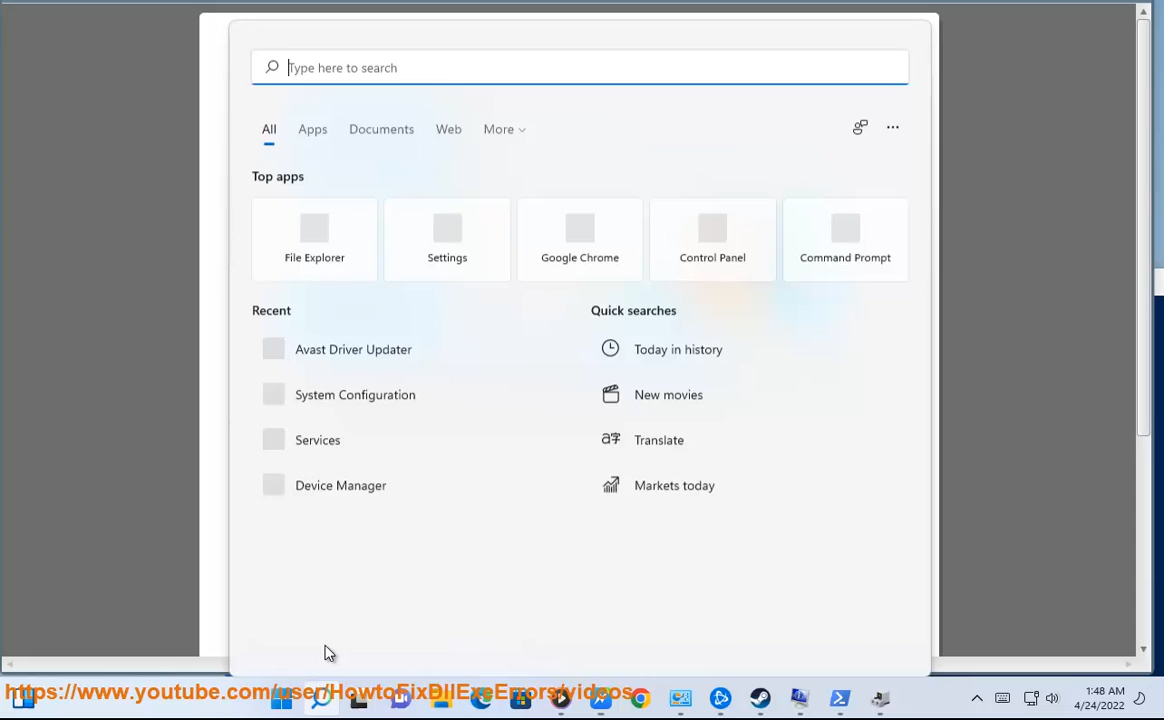 Type here to search
All Apps Documents Web More
Top apps
File Explorer Settings Google Chrome Control Panel Command Prompt
Recent Quick searches
Avast Driver Updater Today in history
System Configuration New movies
Services Translate
Device Manager Markets today
https://www.youtube.com/user/HowtoFixDllExeErrors/videos
1:48 AM
4/24/2022